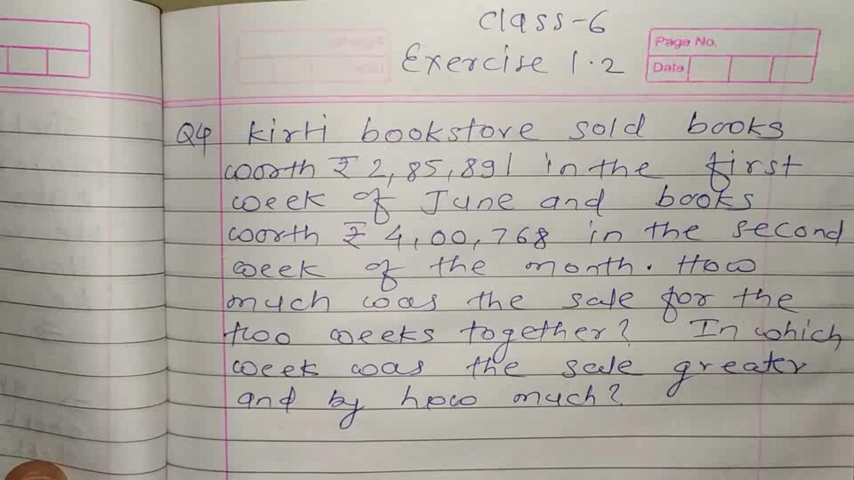 Class-6
Exercise 1.2
Page No.
Date
Q4 Kirti bookstore sold books
worth ₹ 2,85,891 in the first
week of June and books
worth ₹ 4,00,768 in the second
week of the month. How
much was the sale for the
two weeks together? In which
week was the sale greater
and by how much?